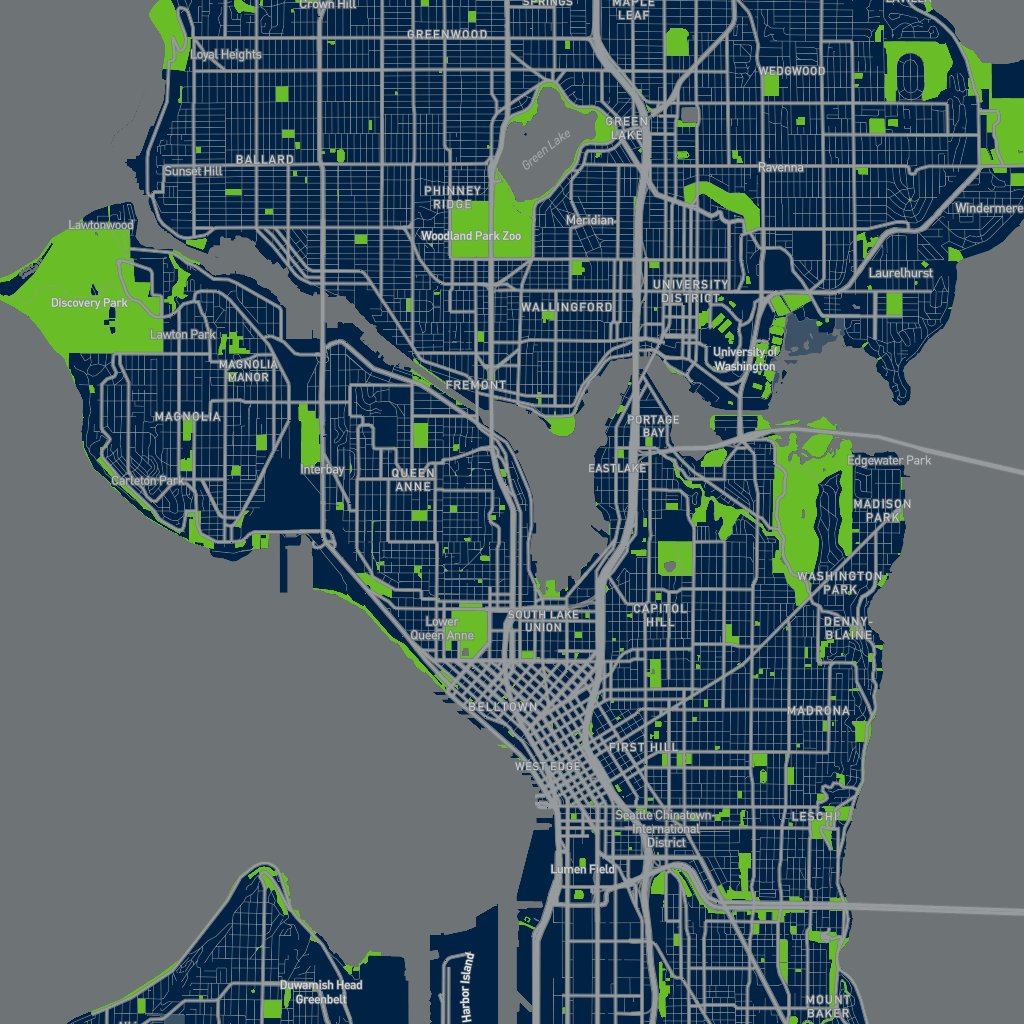 Crown Hill
SPRINGS
MAPLE
LEAF
GREENWOOD
Loyal Heights
WEDGWOOD
GREEN
LAKE
Green Lake
BALLARD
Sunset Hill
Ravenna
PHINNEY
RIDGE
Windermere
Meridian
Lawtonwood
Woodland Park Zoo
Laurelhurst
UNIVERSITY
DISTRICT
Discovery Park
WALLINGFORD
Lawton Park
University of
Washington
MAGNOLIA
MANOR
FREMONT
MAGNOLIA
PORTAGE
BAY
Edgewater Park
EASTLAKE
Interbay
QUEEN
ANNE
Carleton Park
MADISON
PARK
WASHINGTON
PARK
CAPITOL
HILL
SOUTH LAKE
UNION
Lower
Queen Anne
DENNY-
BLAINE
BELLTOWN
MADRONA
FIRST HILL
WEST EDGE
Seattle Chinatown-
International
District
LESCHI
Lumen Field
Duwamish Head
Greenbelt
Harbor Island
MOUNT
BAKER